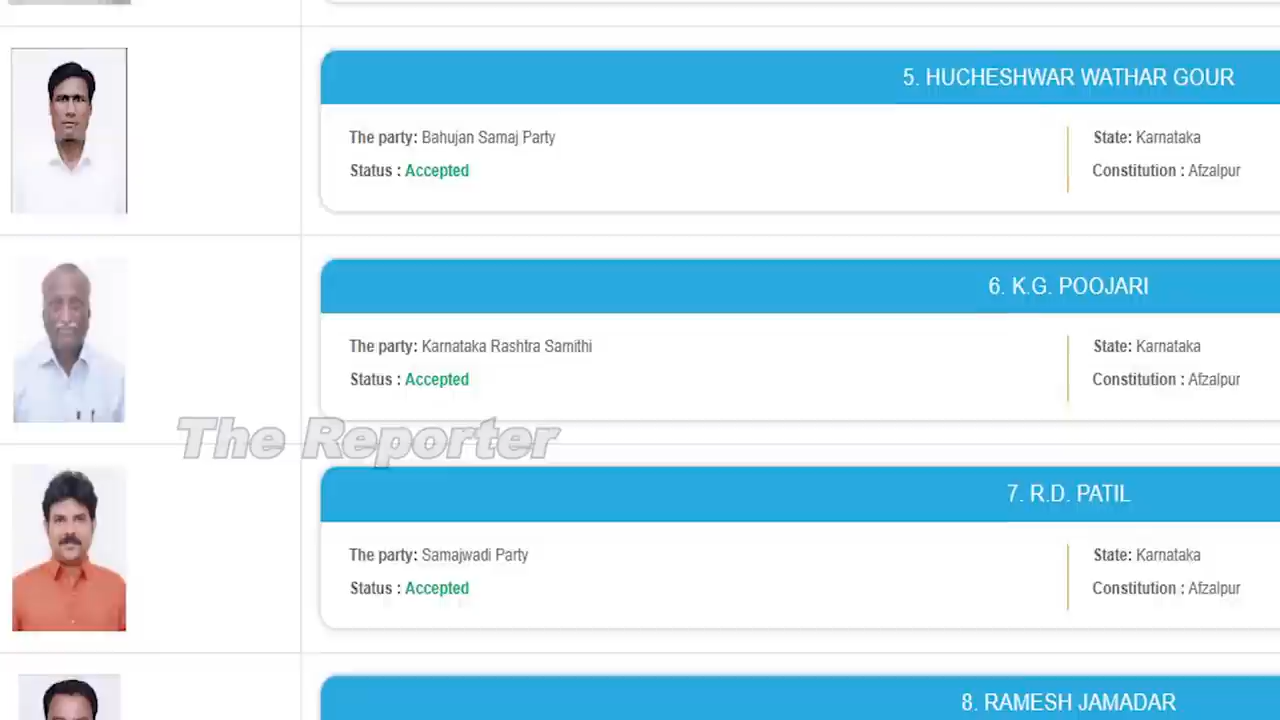 5. HUCHESHWAR WATHAR GOUR
The party: Bahujan Samaj Party
State: Karnataka
Status : Accepted
Constitution : Afzalpur
6. K.G. POOJARI
The party: Karnataka Rashtra Samithi
State: Karnataka
Status : Accepted
Constitution : Afzalpur
The Reporter
7. R.D. PATIL
The party: Samajwadi Party
State: Karnataka
Status : Accepted
Constitution : Afzalpur
8. RAMESH JAMADAR